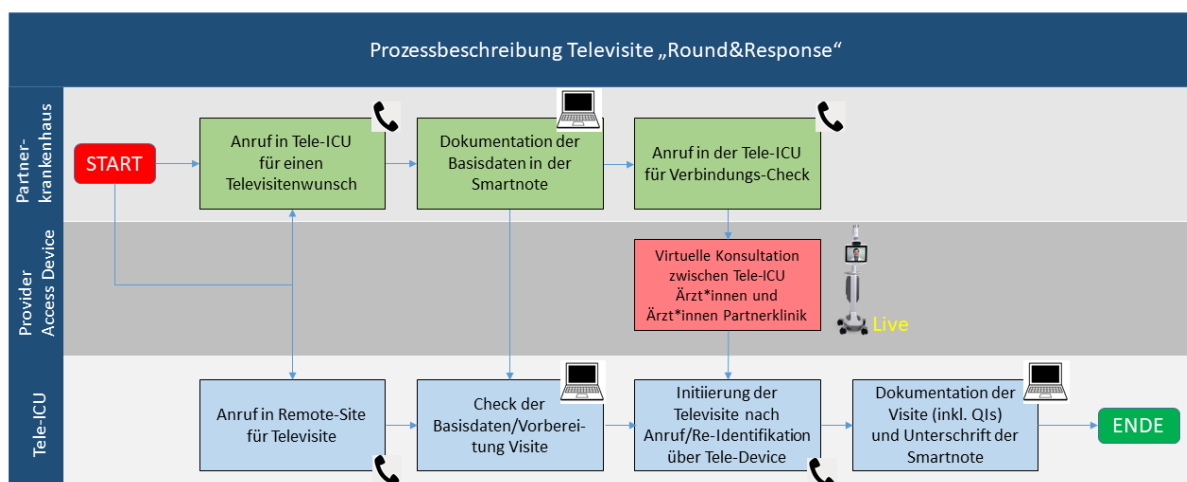 Prozessbeschreibung Televisite „Round&Response“
Partner-
krankenhaus
START
Anruf in Tele-ICU
für einen
Televisitenwunsch
Dokumentation der
Basisdaten in der
Smartnote
Anruf in der Tele-ICU
für Verbindungs-Check
Provider
Access Device
Virtuelle Konsultation
zwischen Tele-ICU
Ärzt*innen und
Ärzt*innen Partnerklinik
Live
Tele-ICU
Anruf in Remote-Site
für Televisite
Check der
Basisdaten/Vorberei-
tung Visite
Initiierung der
Televisite nach
Anruf/Re-Identifikation
über Tele-Device
Dokumentation der
Visite (inkl. QIs)
und Unterschrift der
Smartnote
ENDE